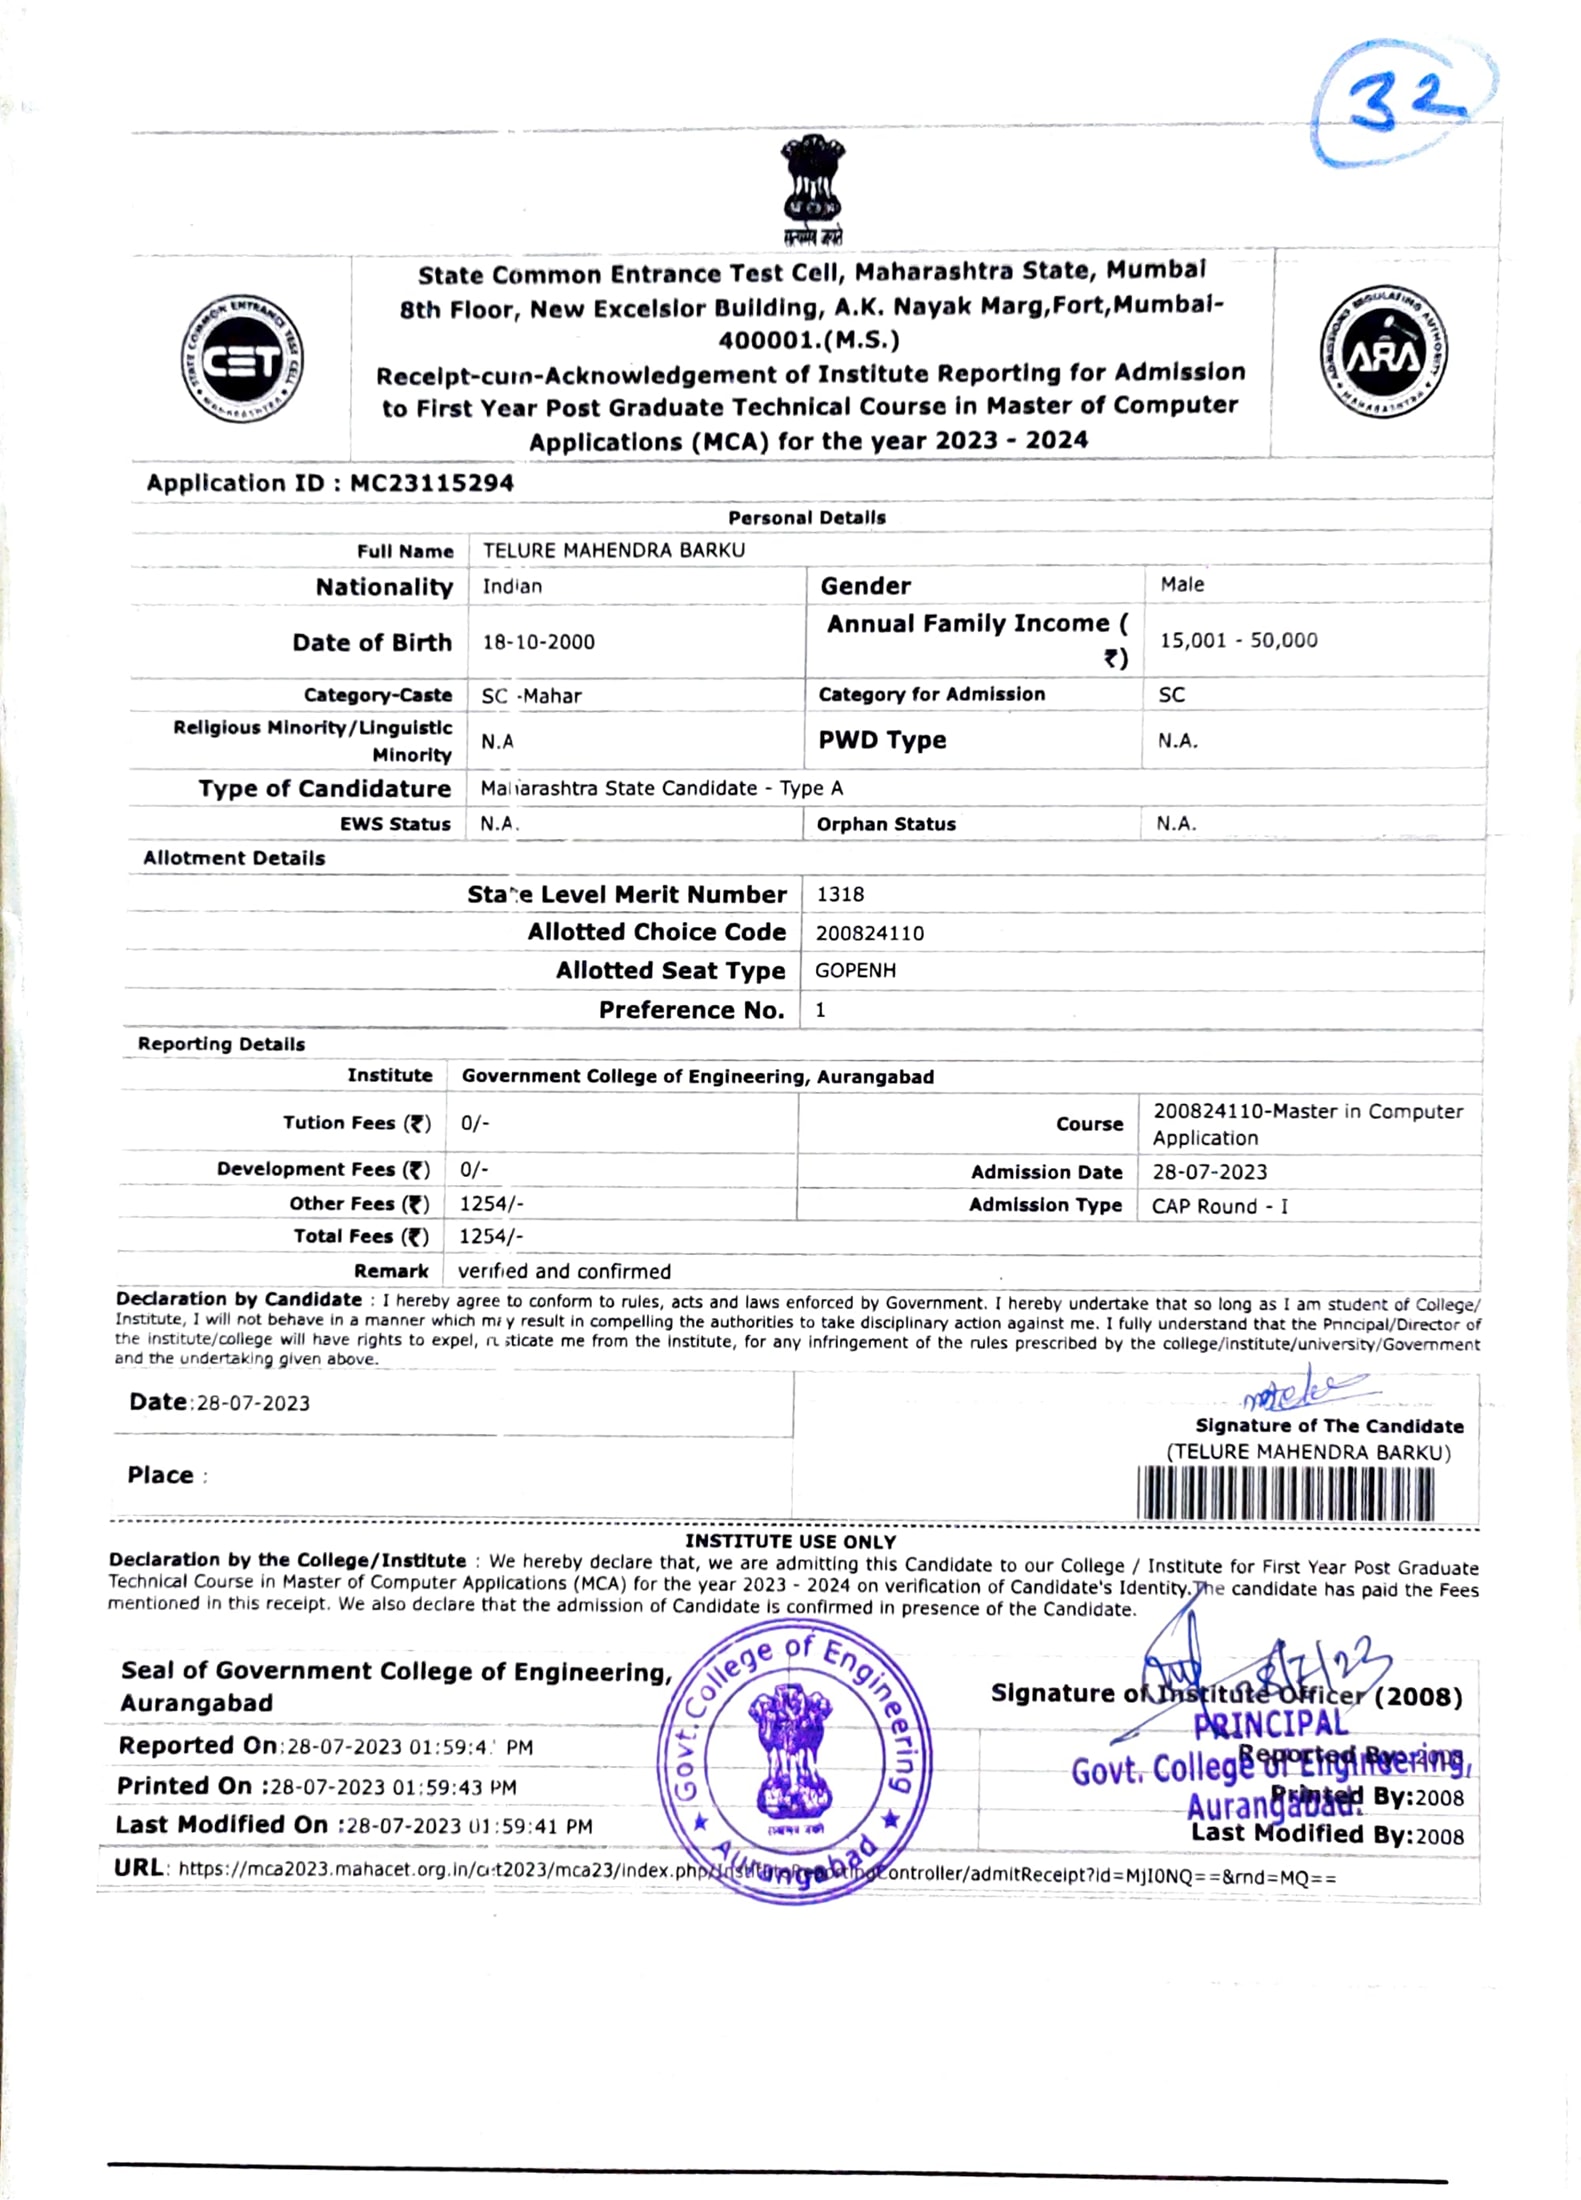 32
सत्यमेव जयते
State Common Entrance Test Cell, Maharashtra State, Mumbai
8th Floor, New Excelsior Building, A.K. Nayak Marg,Fort,Mumbai-
400001.(M.S.)
Receipt-cum-Acknowledgement of Institute Reporting for Admission
to First Year Post Graduate Technical Course in Master of Computer
Applications (MCA) for the year 2023 - 2024
STATE COMMON ENTRANCE TEST CELL MAHARASHTRA CET
ADMISSIONS REGULATING AUTHORITY MAHARASHTRA ARA
Application ID : MC23115294
Personal Details
Full Name TELURE MAHENDRA BARKU
Nationality Indian Gender Male
Date of Birth 18-10-2000 Annual Family Income ( ₹) 15,001 - 50,000
Category-Caste SC -Mahar Category for Admission SC
Religious Minority/Linguistic Minority N.A PWD Type N.A.
Type of Candidature Maharashtra State Candidate - Type A
EWS Status N.A. Orphan Status N.A.
Allotment Details
State Level Merit Number 1318
Allotted Choice Code 200824110
Allotted Seat Type GOPENH
Preference No. 1
Reporting Details
Institute Government College of Engineering, Aurangabad
Tution Fees (₹) 0/- Course 200824110-Master in Computer Application
Development Fees (₹) 0/- Admission Date 28-07-2023
Other Fees (₹) 1254/- Admission Type CAP Round - I
Total Fees (₹) 1254/-
Remark verified and confirmed
Declaration by Candidate : I hereby agree to conform to rules, acts and laws enforced by Government. I hereby undertake that so long as I am student of College/
Institute, I will not behave in a manner which may result in compelling the authorities to take disciplinary action against me. I fully understand that the Principal/Director of
the institute/college will have rights to expel, rusticate me from the institute, for any infringement of the rules prescribed by the college/institute/university/Government
and the undertaking given above.
Date:28-07-2023
Signature of The Candidate
(TELURE MAHENDRA BARKU)
Place :
INSTITUTE USE ONLY
Declaration by the College/Institute : We hereby declare that, we are admitting this Candidate to our College / Institute for First Year Post Graduate
Technical Course in Master of Computer Applications (MCA) for the year 2023 - 2024 on verification of Candidate's Identity.The candidate has paid the Fees
mentioned in this receipt. We also declare that the admission of Candidate is confirmed in presence of the Candidate.
28/7/23
Seal of Government College of Engineering,
Aurangabad
Signature of Institute Officer (2008)
PRINCIPAL
Govt. College of Engineering,
Aurangabad.
Govt. College of Engineering ★ Aurangabad ★
सत्यमेव जयते
Reported On:28-07-2023 01:59:4 PM Reported By:2008
Printed On :28-07-2023 01:59:43 PM Printed By:2008
Last Modified On :28-07-2023 01:59:41 PM Last Modified By:2008
URL: https://mca2023.mahacet.org.in/cet2023/mca23/index.php/InstituteReportingController/admitReceipt?id=MjI0NQ==&rnd=MQ==